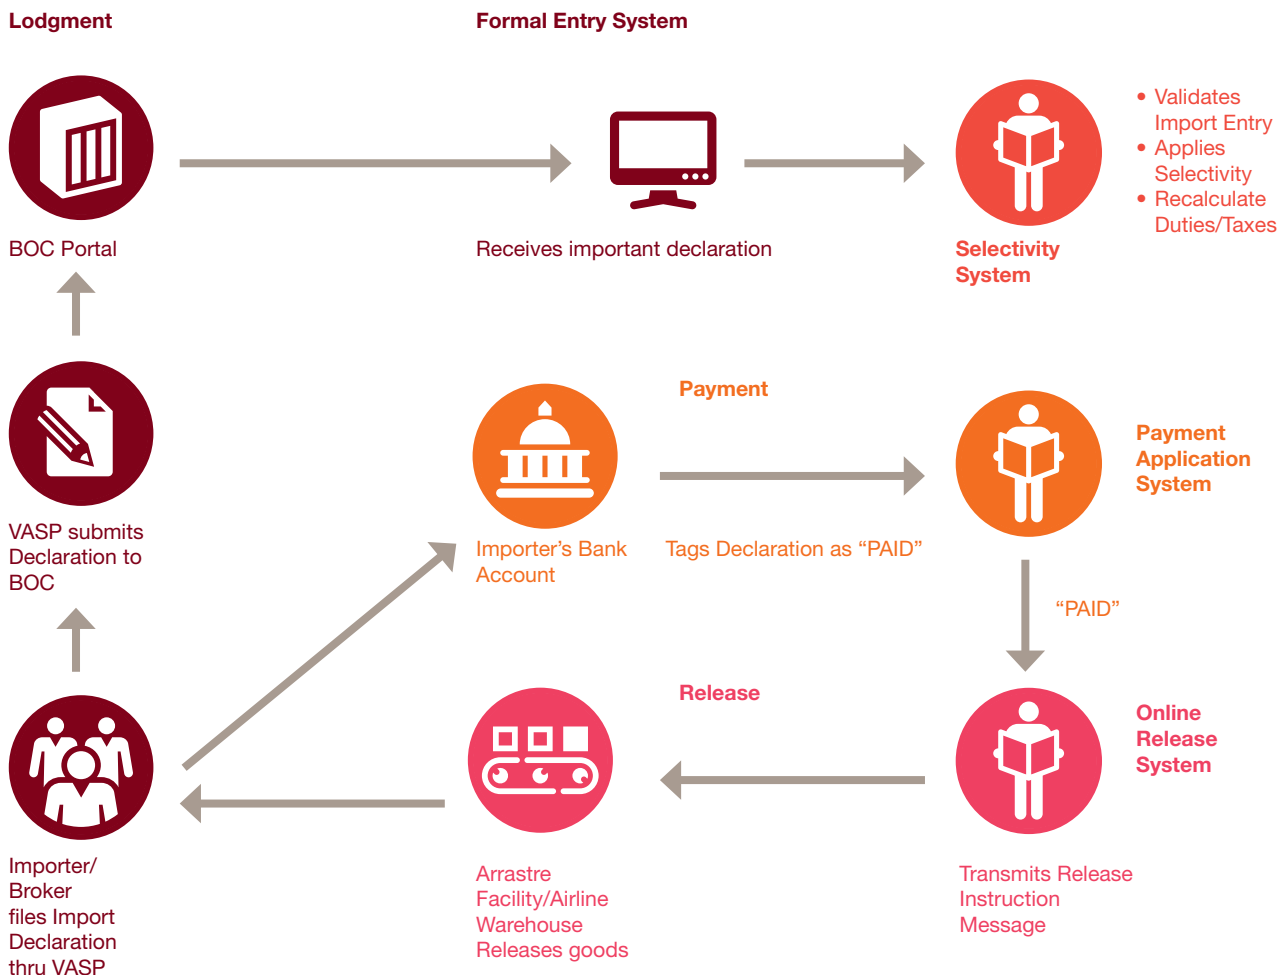 Lodgment
Formal Entry System
• Validates
Import Entry
• Applies
Selectivity
• Recalculate
Duties/Taxes
BOC Portal
Receives important declaration
Selectivity
System
Payment
Payment
Application
System
VASP submits
Declaration to
BOC
Importer’s Bank
Account
Tags Declaration as “PAID”
“PAID”
Release
Online
Release
System
Importer/
Broker
files Import
Declaration
thru VASP
Arrastre
Facility/Airline
Warehouse
Releases goods
Transmits Release
Instruction
Message